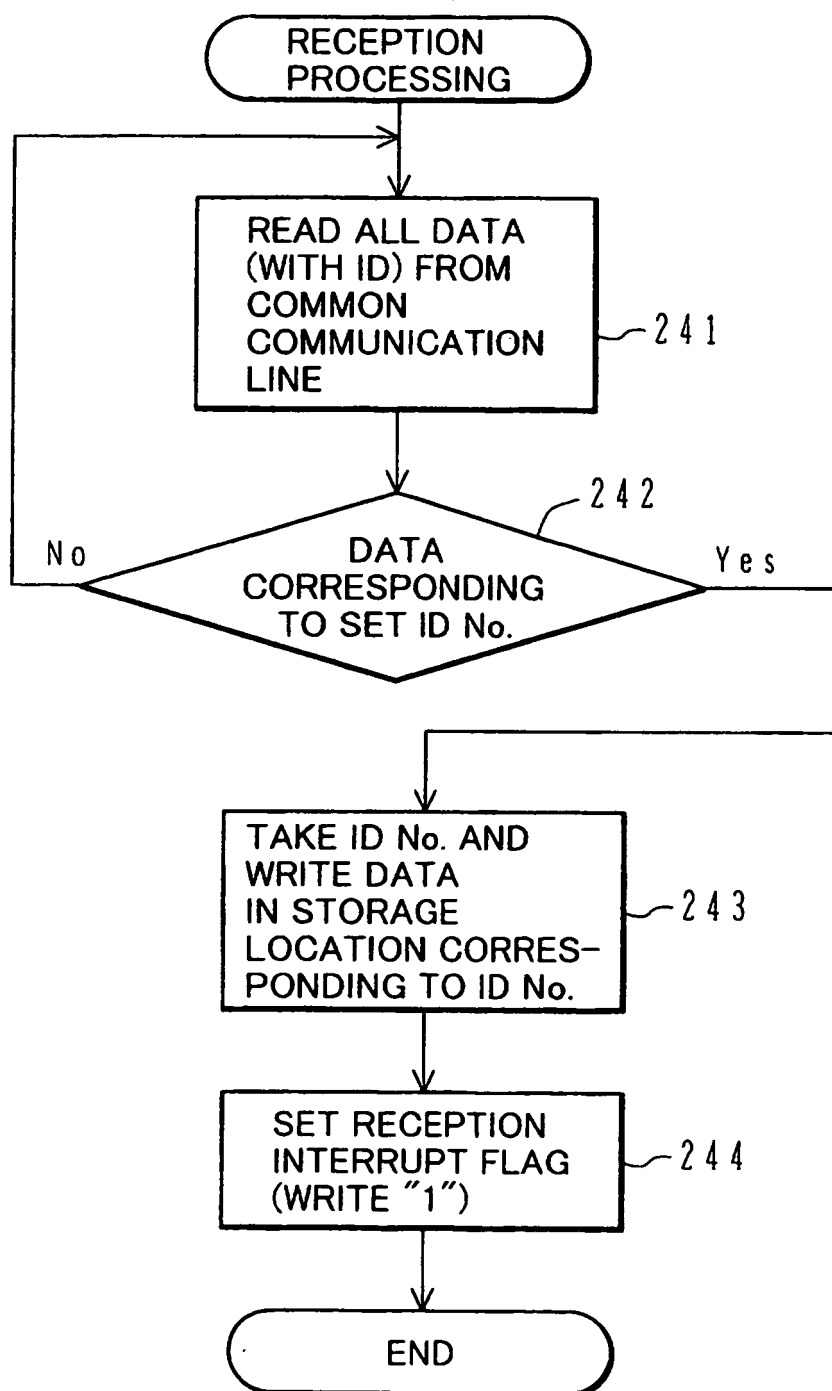 RECEPTION
PROCESSING
READ ALL DATA
(WITH ID) FROM
COMMON
COMMUNICATION
LINE
241
242
No
DATA
CORRESPONDING
TO SET ID No.
Yes
TAKE ID No. AND
WRITE DATA
IN STORAGE
LOCATION CORRES-
PONDING TO ID No.
243
SET RECEPTION
INTERRUPT FLAG
(WRITE "1")
244
END